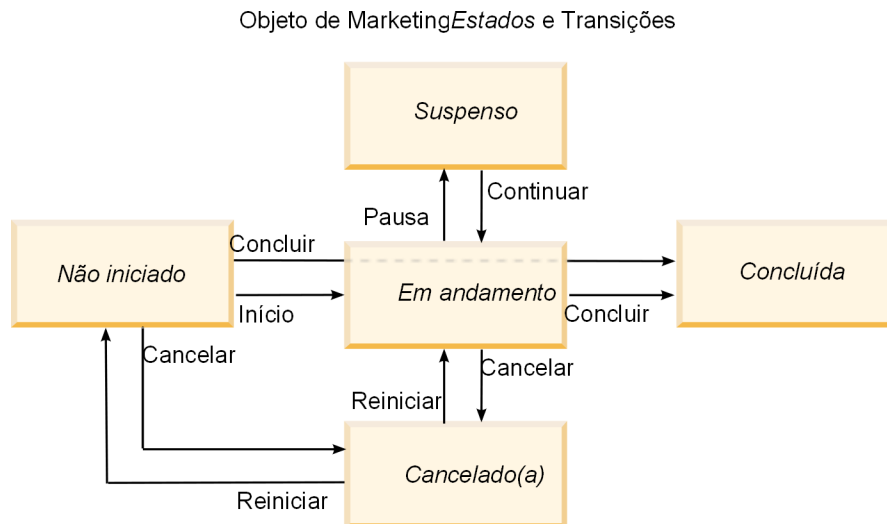 Objeto de MarketingEstados e Transições
Suspenso
Pausa
Continuar
Não iniciado
Concluir
Início
Em andamento
Concluir
Concluída
Cancelar
Reiniciar
Cancelar
Cancelado(a)
Reiniciar